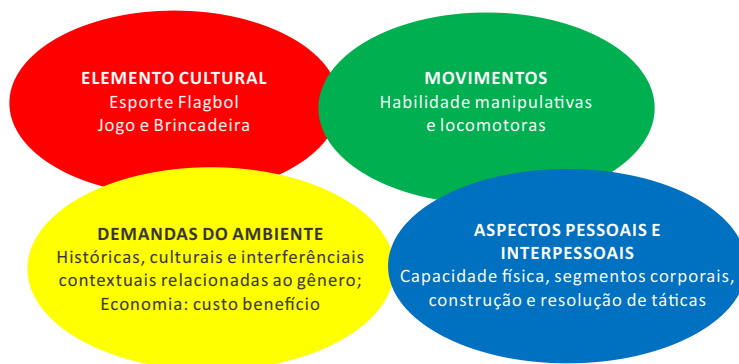 ELEMENTO CULTURAL
Esporte Flagbol
Jogo e Brincadeira
MOVIMENTOS
Habilidade manipulativas
e locomotoras
DEMANDAS DO AMBIENTE
Históricas, culturais e interferênciais
contextuais relacionadas ao gênero;
Economia: custo benefício
ASPECTOS PESSOAIS E
INTERPESSOAIS
Capacidade física, segmentos corporais,
construção e resolução de táticas